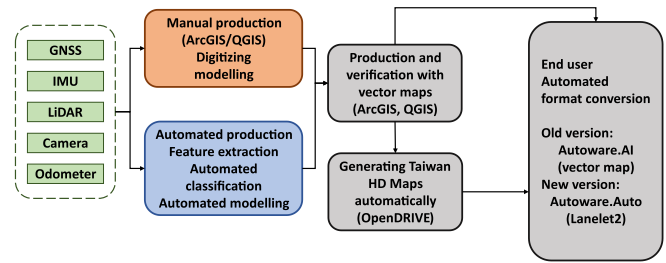 GNSS
IMU
LiDAR
Camera
Odometer
Manual production
(ArcGIS/QGIS)
Digitizing
modelling
Automated production
Feature extraction
Automated
classification
Automated modelling
Production and
verification with
vector maps
(ArcGIS, QGIS)
Generating Taiwan
HD Maps
automatically
(OpenDRIVE)
End user
Automated
format conversion
Old version:
Autoware.AI
(vector map)
New version:
Autoware.Auto
(Lanelet2)